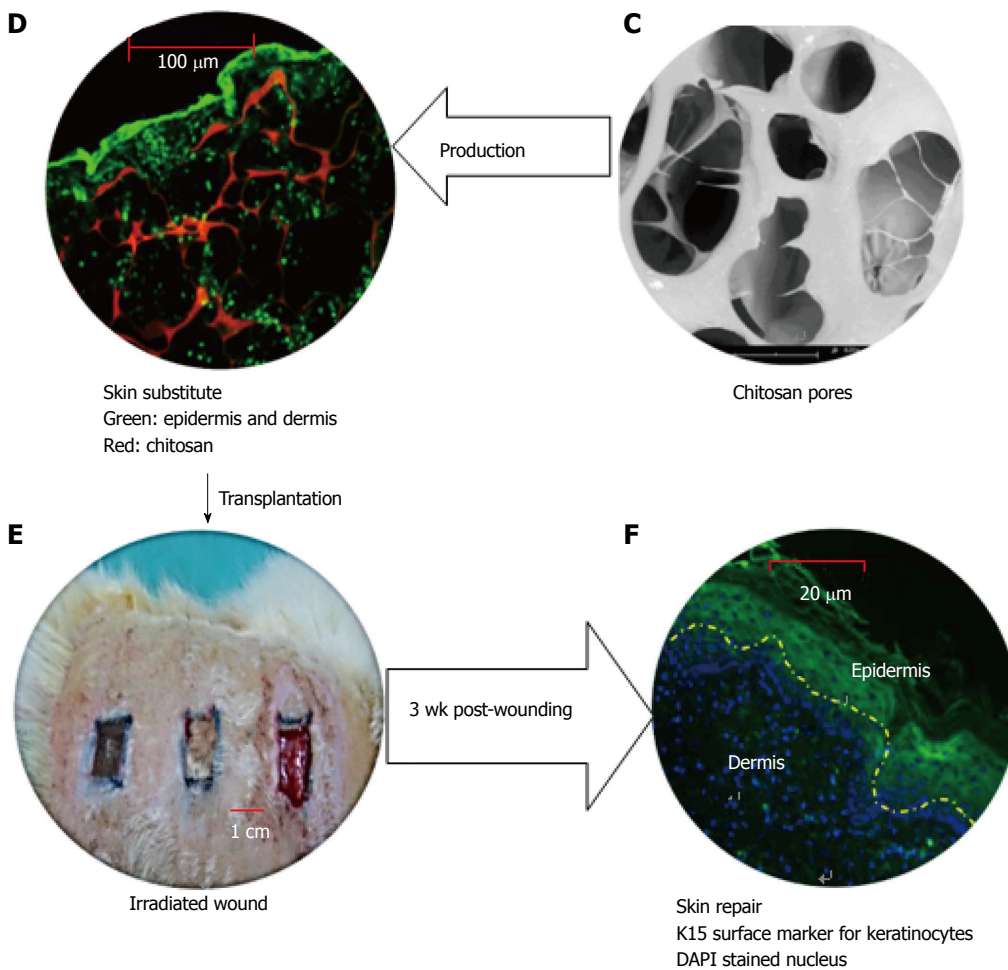 D
C
100 μm
Production
Skin substitute
Green: epidermis and dermis
Red: chitosan
Chitosan pores
Transplantation
E
F
20 μm
Epidermis
3 wk post-wounding
Dermis
1 cm
Irradiated wound
Skin repair
K15 surface marker for keratinocytes
DAPI stained nucleus